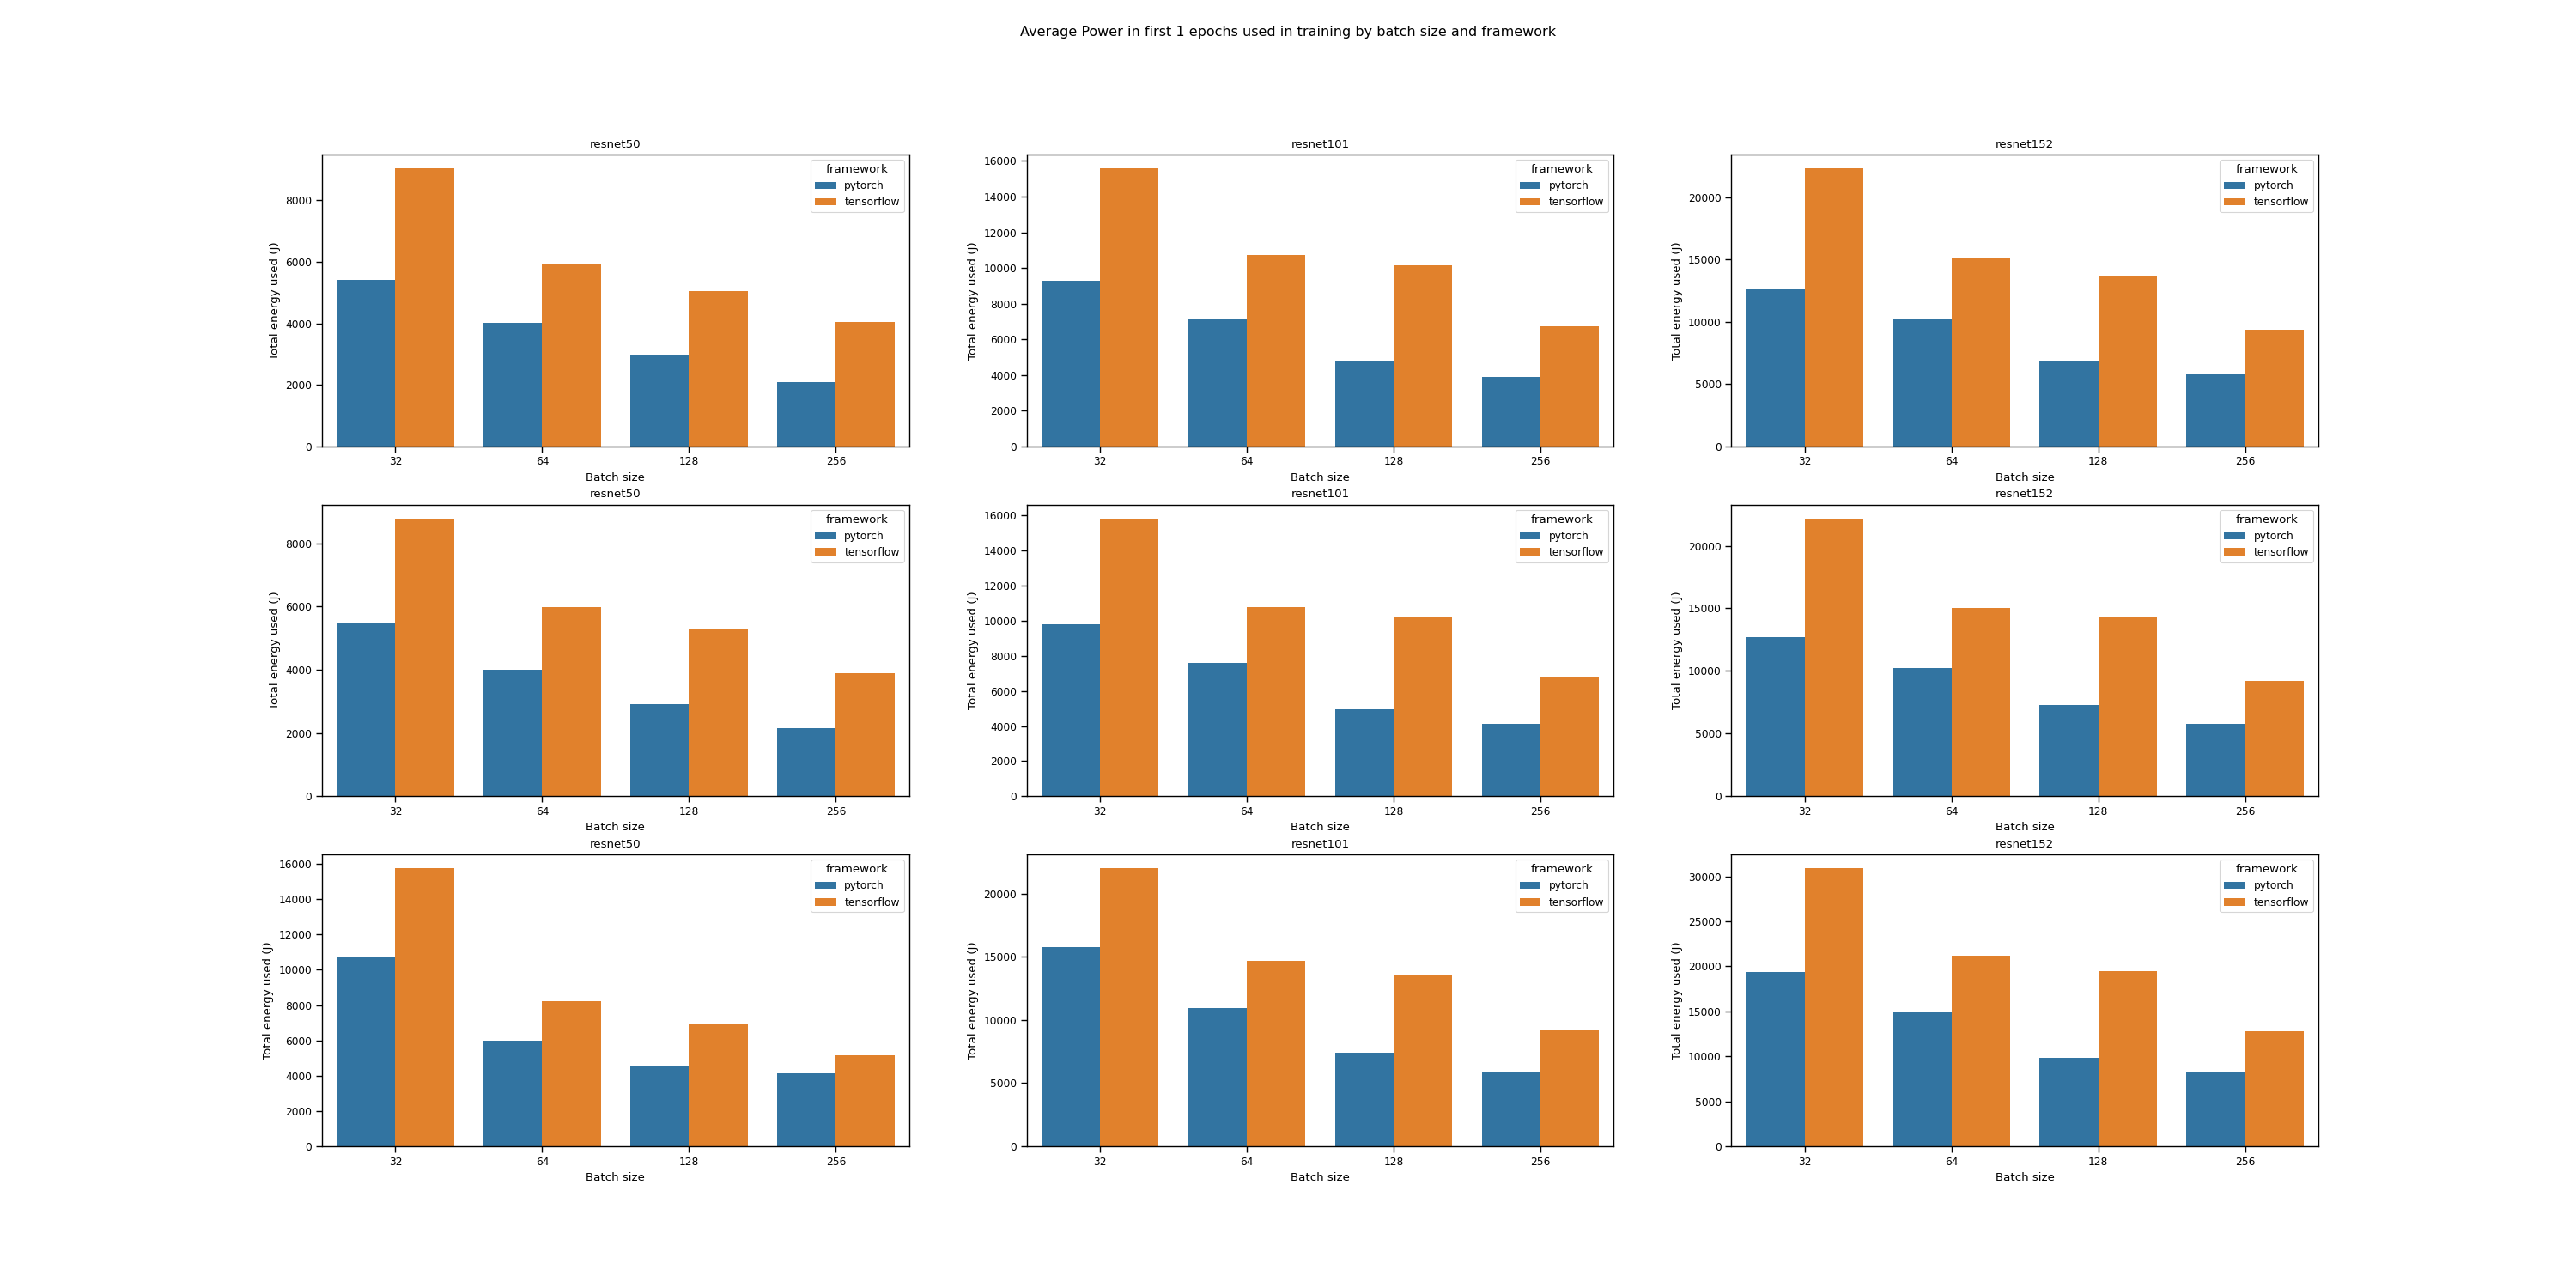 Average Power in first 1 epochs used in training by batch size and framework
resnet50
Total energy used (J)
8000
6000
4000
2000
0
framework
pytorch
tensorflow
32 64 128 256
Batch size
resnet101
Total energy used (J)
16000
14000
12000
10000
8000
6000
4000
2000
0
framework
pytorch
tensorflow
32 64 128 256
Batch size
resnet152
Total energy used (J)
20000
15000
10000
5000
0
framework
pytorch
tensorflow
32 64 128 256
Batch size
resnet50
Total energy used (J)
8000
6000
4000
2000
0
framework
pytorch
tensorflow
32 64 128 256
Batch size
resnet101
Total energy used (J)
16000
14000
12000
10000
8000
6000
4000
2000
0
framework
pytorch
tensorflow
32 64 128 256
Batch size
resnet152
Total energy used (J)
20000
15000
10000
5000
0
framework
pytorch
tensorflow
32 64 128 256
Batch size
resnet50
Total energy used (J)
16000
14000
12000
10000
8000
6000
4000
2000
0
framework
pytorch
tensorflow
32 64 128 256
Batch size
resnet101
Total energy used (J)
20000
15000
10000
5000
0
framework
pytorch
tensorflow
32 64 128 256
Batch size
resnet152
Total energy used (J)
30000
25000
20000
15000
10000
5000
0
framework
pytorch
tensorflow
32 64 128 256
Batch size